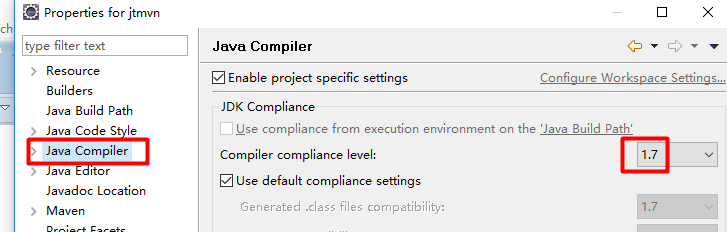 Properties for jtmvn
type filter text
Resource
Builders
Java Build Path
Java Code Style
Java Compiler
Java Editor
Javadoc Location
Maven
Project Facets
Java Compiler
Enable project specific settings
Configure Workspace Settings...
JDK Compliance
Use compliance from execution environment on the 'Java Build Path'
Compiler compliance level:
1.7
Use default compliance settings
Generated .class files compatibility:
1.7